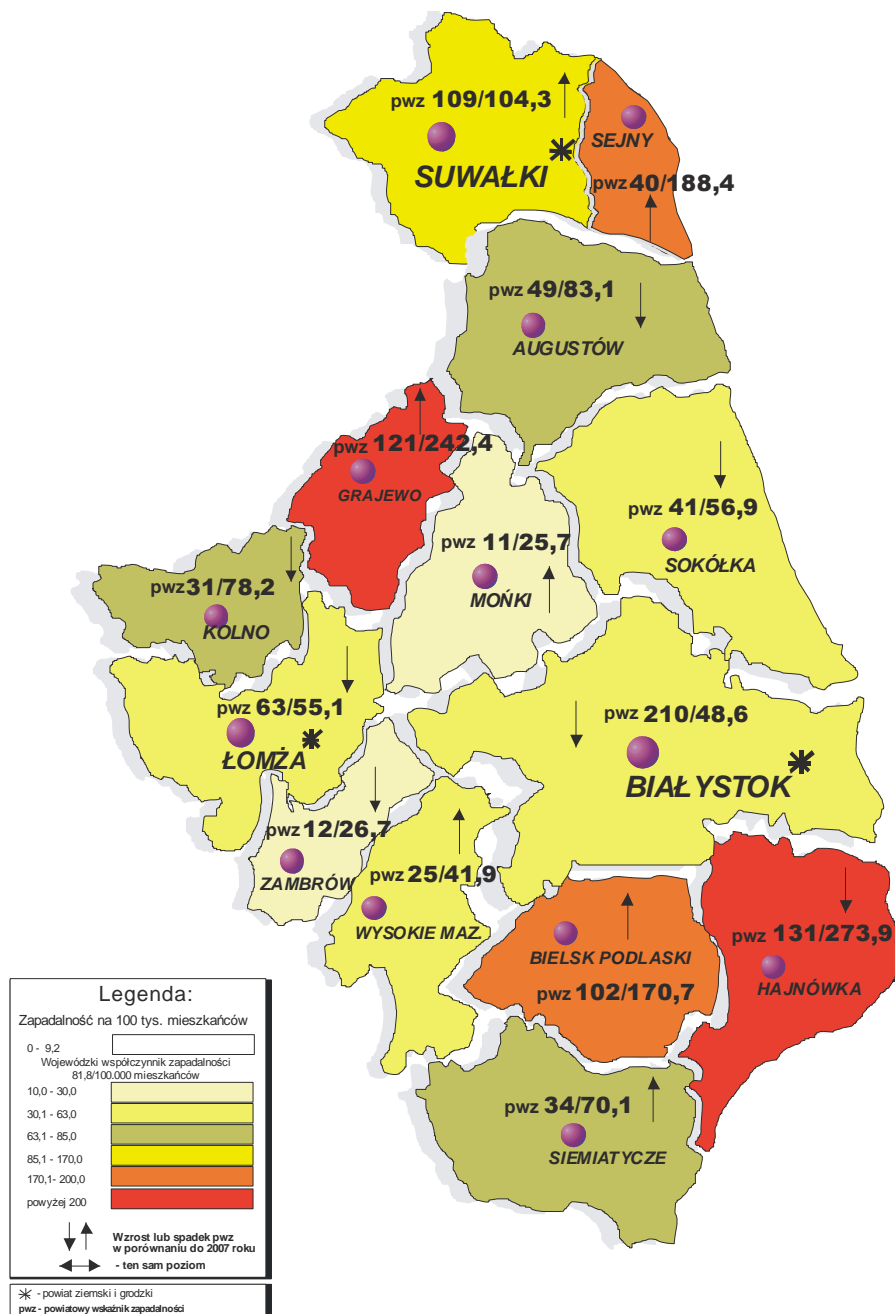 pwz 109/104,3
SUWAŁKI
SEJNY
pwz 40/188,4
pwz 49/83,1
AUGUSTÓW
pwz 121/242,4
GRAJEWO
pwz 41/56,9
SOKÓŁKA
pwz 11/25,7
MOŃKI
pwz 31/78,2
KOLNO
pwz 63/55,1
ŁOMŻA
pwz 210/48,6
BIAŁYSTOK
pwz 12/26,7
ZAMBRÓW
pwz 25/41,9
WYSOKIE MAZ.
BIELSK PODLASKI
pwz 102/170,7
pwz 131/273,9
HAJNÓWKA
pwz 34/70,1
SIEMIATYCZE
Legenda:
Zapadalność na 100 tys. mieszkańców
0 - 9,2
Wojewódzki współczynnik zapadalności
81,8/100.000 mieszkańców
10,0 - 30,0
30,1 - 63,0
63,1 - 85,0
85,1 - 170,0
170,1- 200,0
powyżej 200
Wzrost lub spadek pwz
w porównaniu do 2007 roku
- ten sam poziom
- powiat ziemski i grodzki
pwz - powiatowy wskaźnik zapadalności